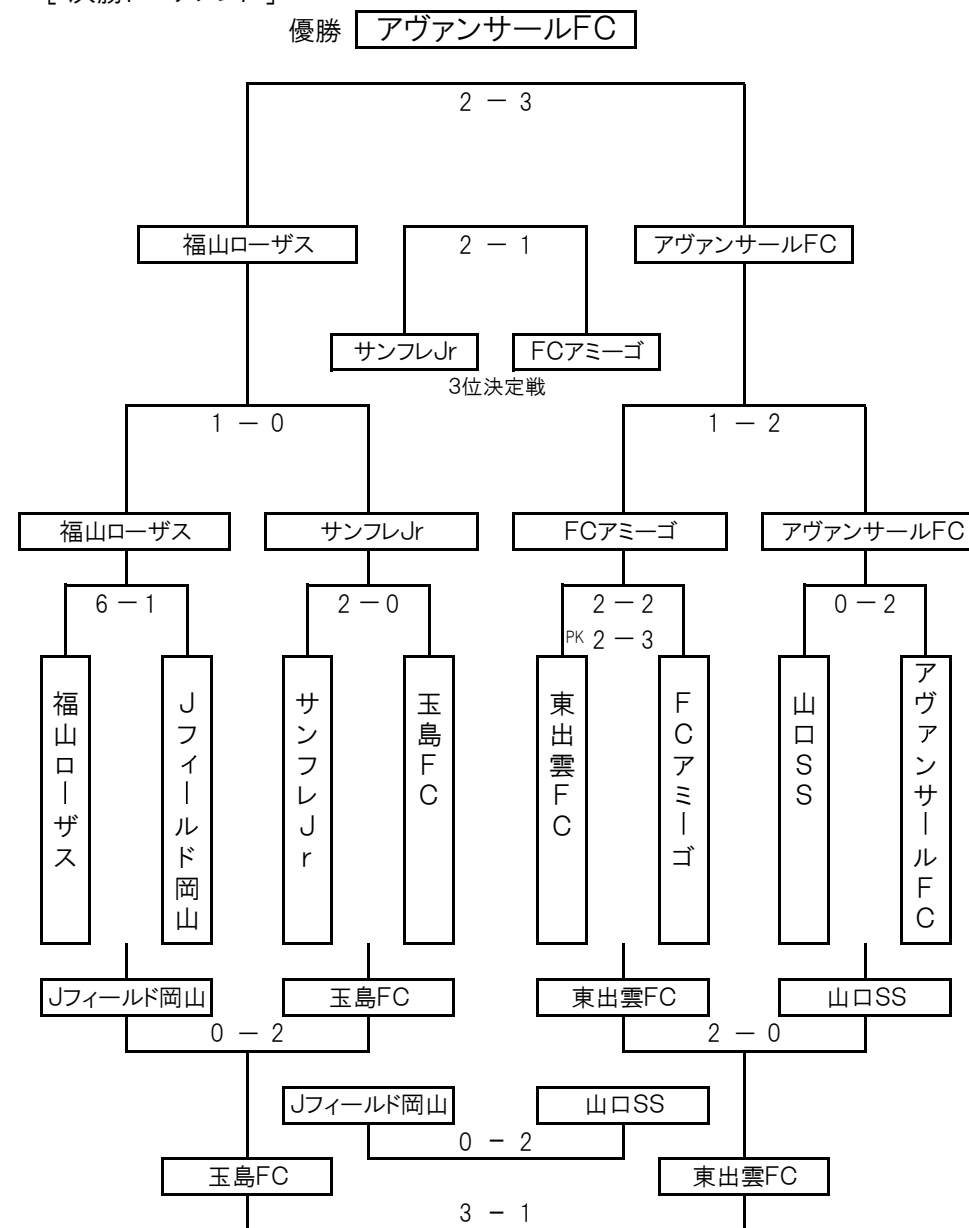 優勝 アヴァンサールFC
2 － 3
福山ローザス
2 － 1
アヴァンサールFC
サンフレJr
FCアミーゴ
3位決定戦
1 － 0
1 － 2
福山ローザス
サンフレJr
FCアミーゴ
アヴァンサールFC
6 － 1
2 － 0
2 － 2
0 － 2
PK 2 － 3
福山ローザス
Jフィールド岡山
サンフレJr
玉島FC
東出雲FC
FCアミーゴ
山口SS
アヴァンサールFC
Jフィールド岡山
玉島FC
東出雲FC
山口SS
0 － 2
2 － 0
Jフィールド岡山
山口SS
0 － 2
玉島FC
東出雲FC
3 － 1